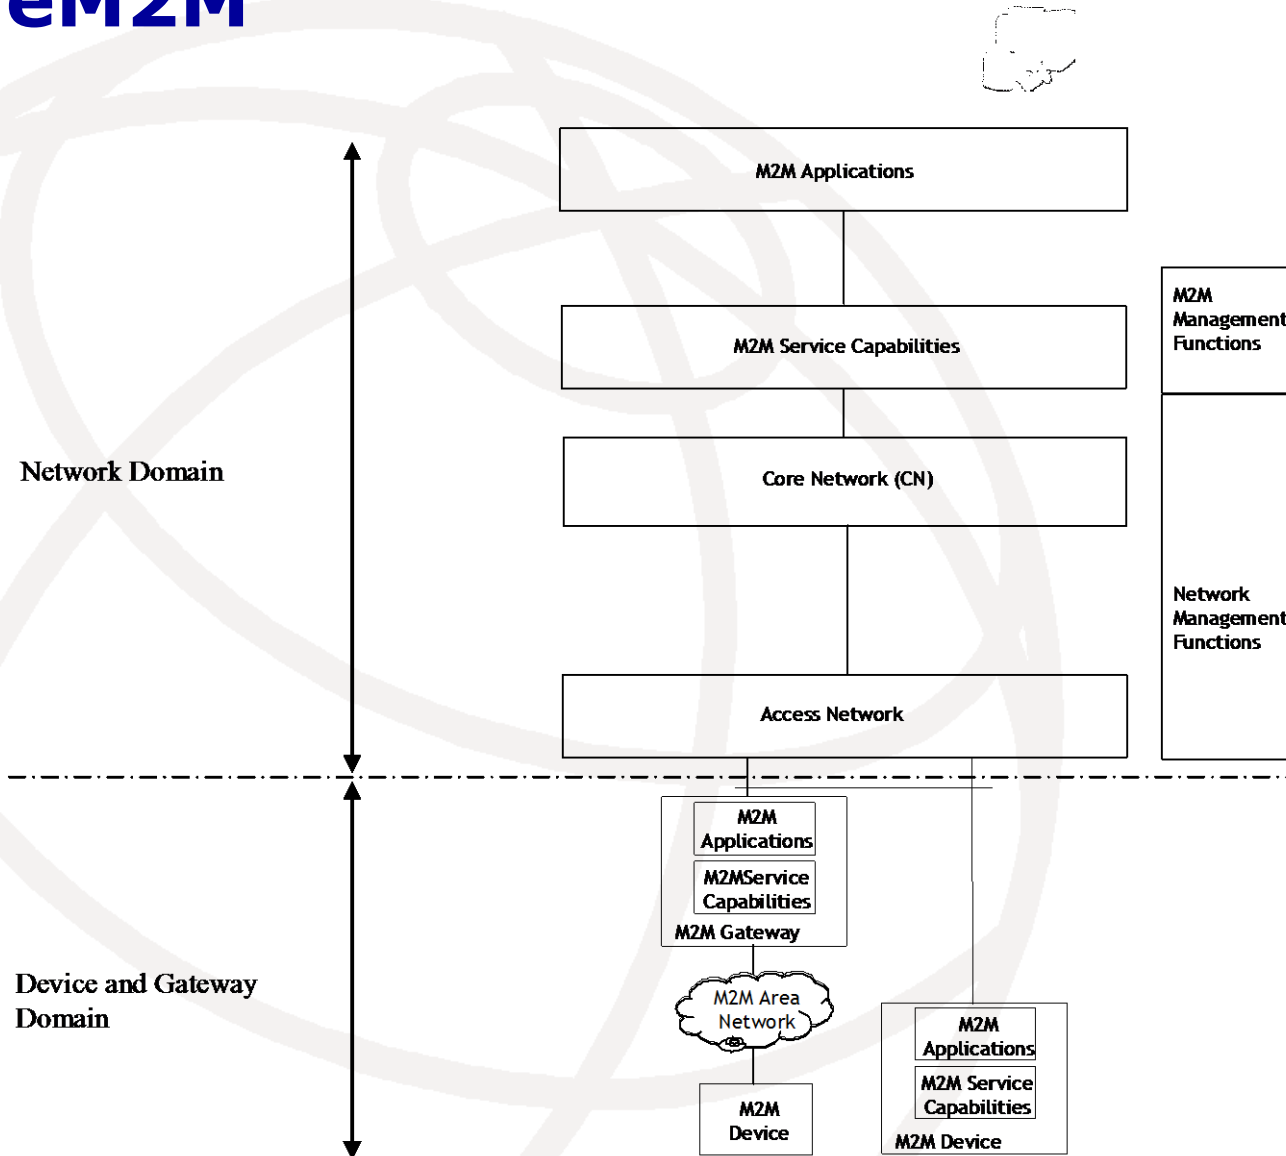 eM2M
M2M Applications
M2M
Management
Functions
M2M Service Capabilities
Network Domain
Core Network (CN)
Network
Management
Functions
Access Network
M2M
Applications
M2MService
Capabilities
M2M Gateway
Device and Gateway
Domain
M2M Area
Network
M2M
Device
M2M
Applications
M2M Service
Capabilities
M2M Device